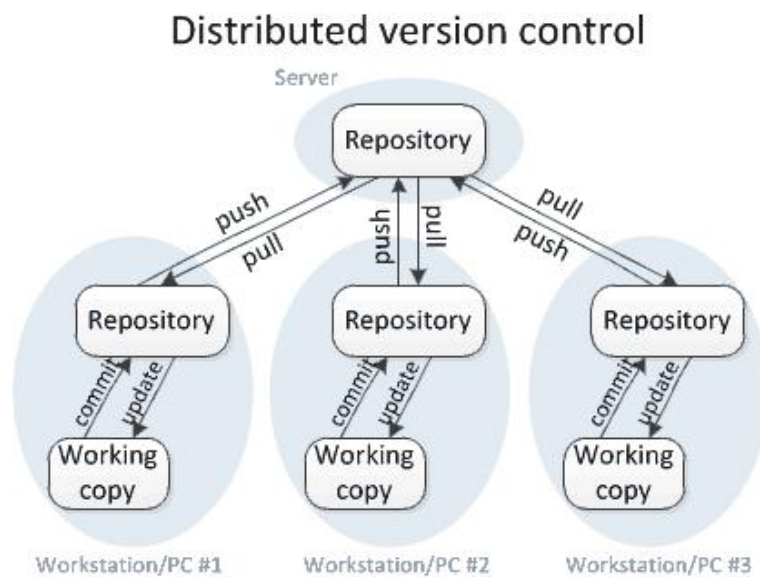 Distributed version control
Server
Repository
push
pull
push
pull
pull
push
Repository
Repository
Repository
commit
update
commit
update
commit
update
Working
copy
Working
copy
Working
copy
Workstation/PC #1
Workstation/PC #2
Workstation/PC #3